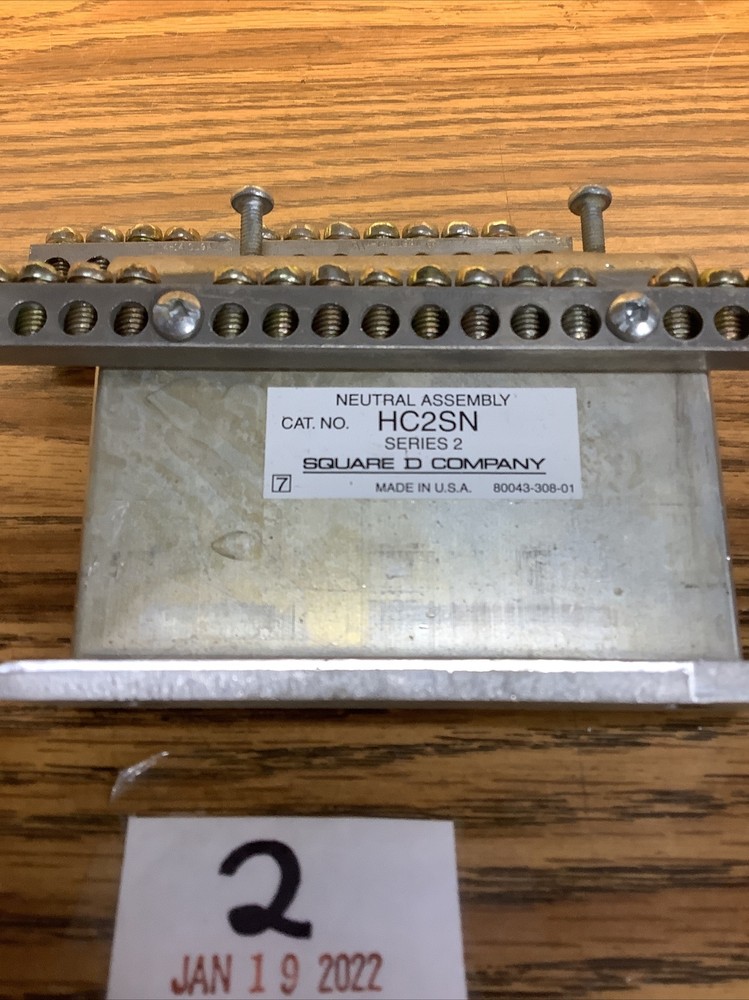 NEUTRAL ASSEMBLY
CAT. NO. HC2SN
SERIES 2
SQUARE D COMPANY
7 MADE IN U.S.A. 80043-308-01
2
JAN 19 2022